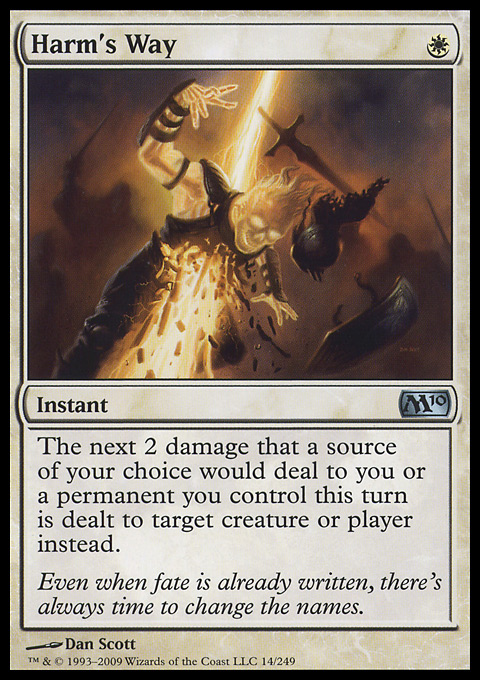 Harm's Way
Instant
M10
The next 2 damage that a source
of your choice would deal to you or
a permanent you control this turn
is dealt to target creature or player
instead.
Even when fate is already written, there's
always time to change the names.
Dan Scott
™ & © 1993–2009 Wizards of the Coast LLC 14/249